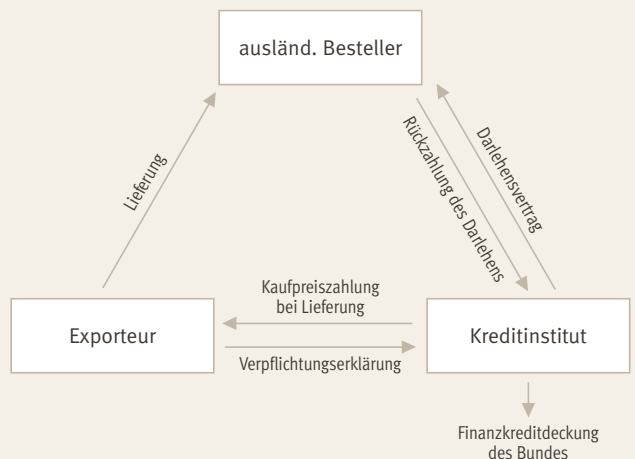 ausländ. Besteller
Lieferung
Rückzahlung des Darlehens
Darlehensvertrag
Kaufpreiszahlung
bei Lieferung
Exporteur
Kreditinstitut
Verpflichtungserklärung
Finanzkreditdeckung
des Bundes